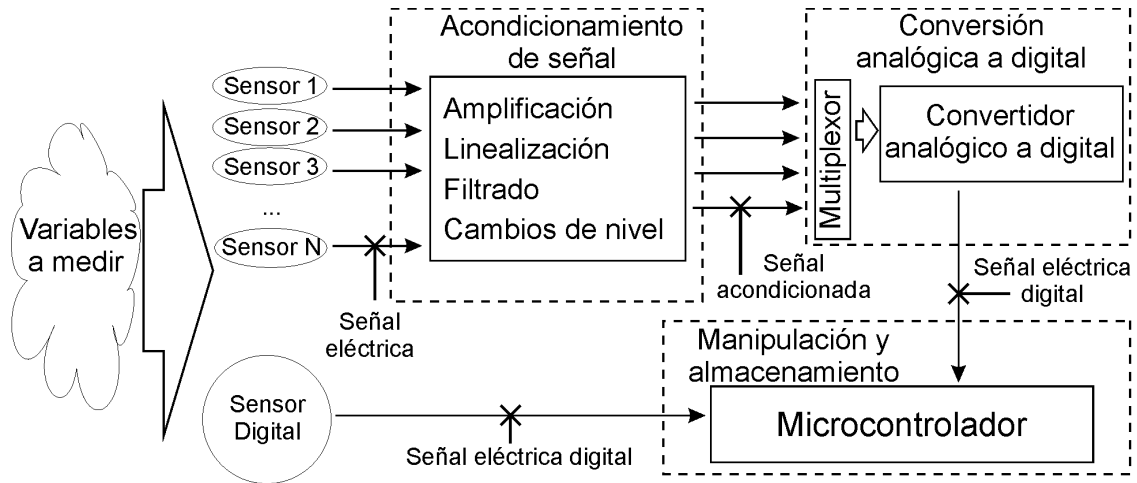 Variables
a medir
Sensor 1
Sensor 2
Sensor 3
...
Sensor N
Señal
eléctrica
Sensor
Digital
Señal eléctrica digital
Acondicionamiento
de señal
Amplificación
Linealización
Filtrado
Cambios de nivel
Señal
acondicionada
Conversión
analógica a digital
Multiplexor
Convertidor
analógico a digital
Señal eléctrica
digital
Manipulación y
almacenamiento
Microcontrolador